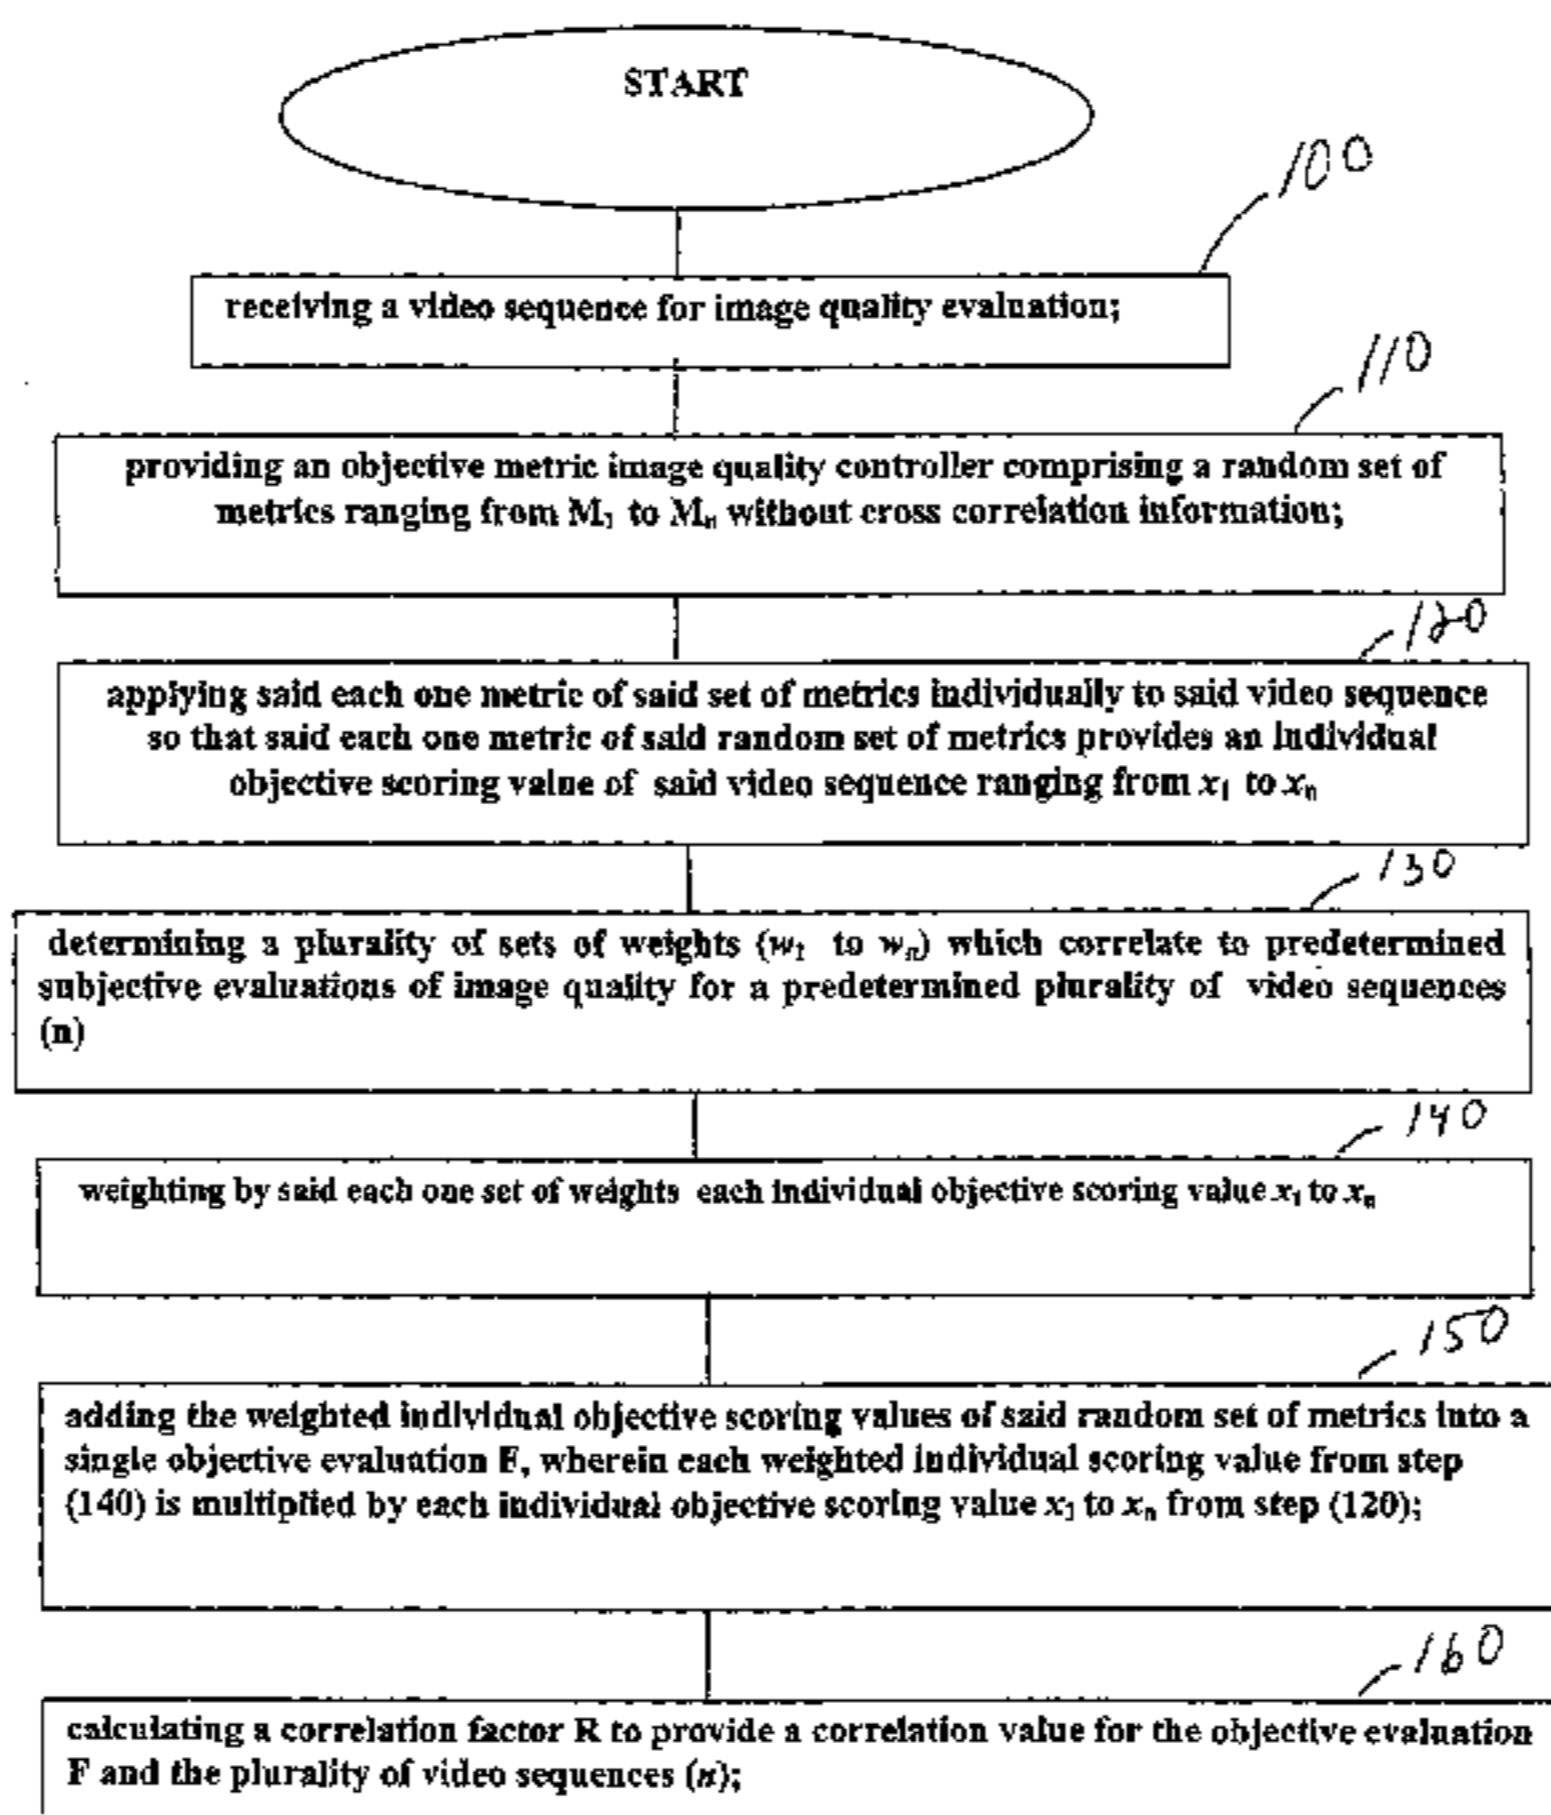 START
100
receiving a video sequence for image quality evaluation;
110
providing an objective metric image quality controller comprising a random set of
metrics ranging from M₁ to Mₙ without cross correlation information;
120
applying said each one metric of said set of metrics individually to said video sequence
so that said each one metric of said random set of metrics provides an individual
objective scoring value of said video sequence ranging from x₁ to xₙ
130
determining a plurality of sets of weights (w₁ to wₙ) which correlate to predetermined
subjective evaluations of image quality for a predetermined plurality of video sequences
(n)
140
weighting by said each one set of weights each individual objective scoring value x₁ to xₙ
150
adding the weighted individual objective scoring values of said random set of metrics into a
single objective evaluation F, wherein each weighted individual scoring value from step
(140) is multiplied by each individual objective scoring value x₁ to xₙ from step (120);
160
calculating a correlation factor R to provide a correlation value for the objective evaluation
F and the plurality of video sequences (n);